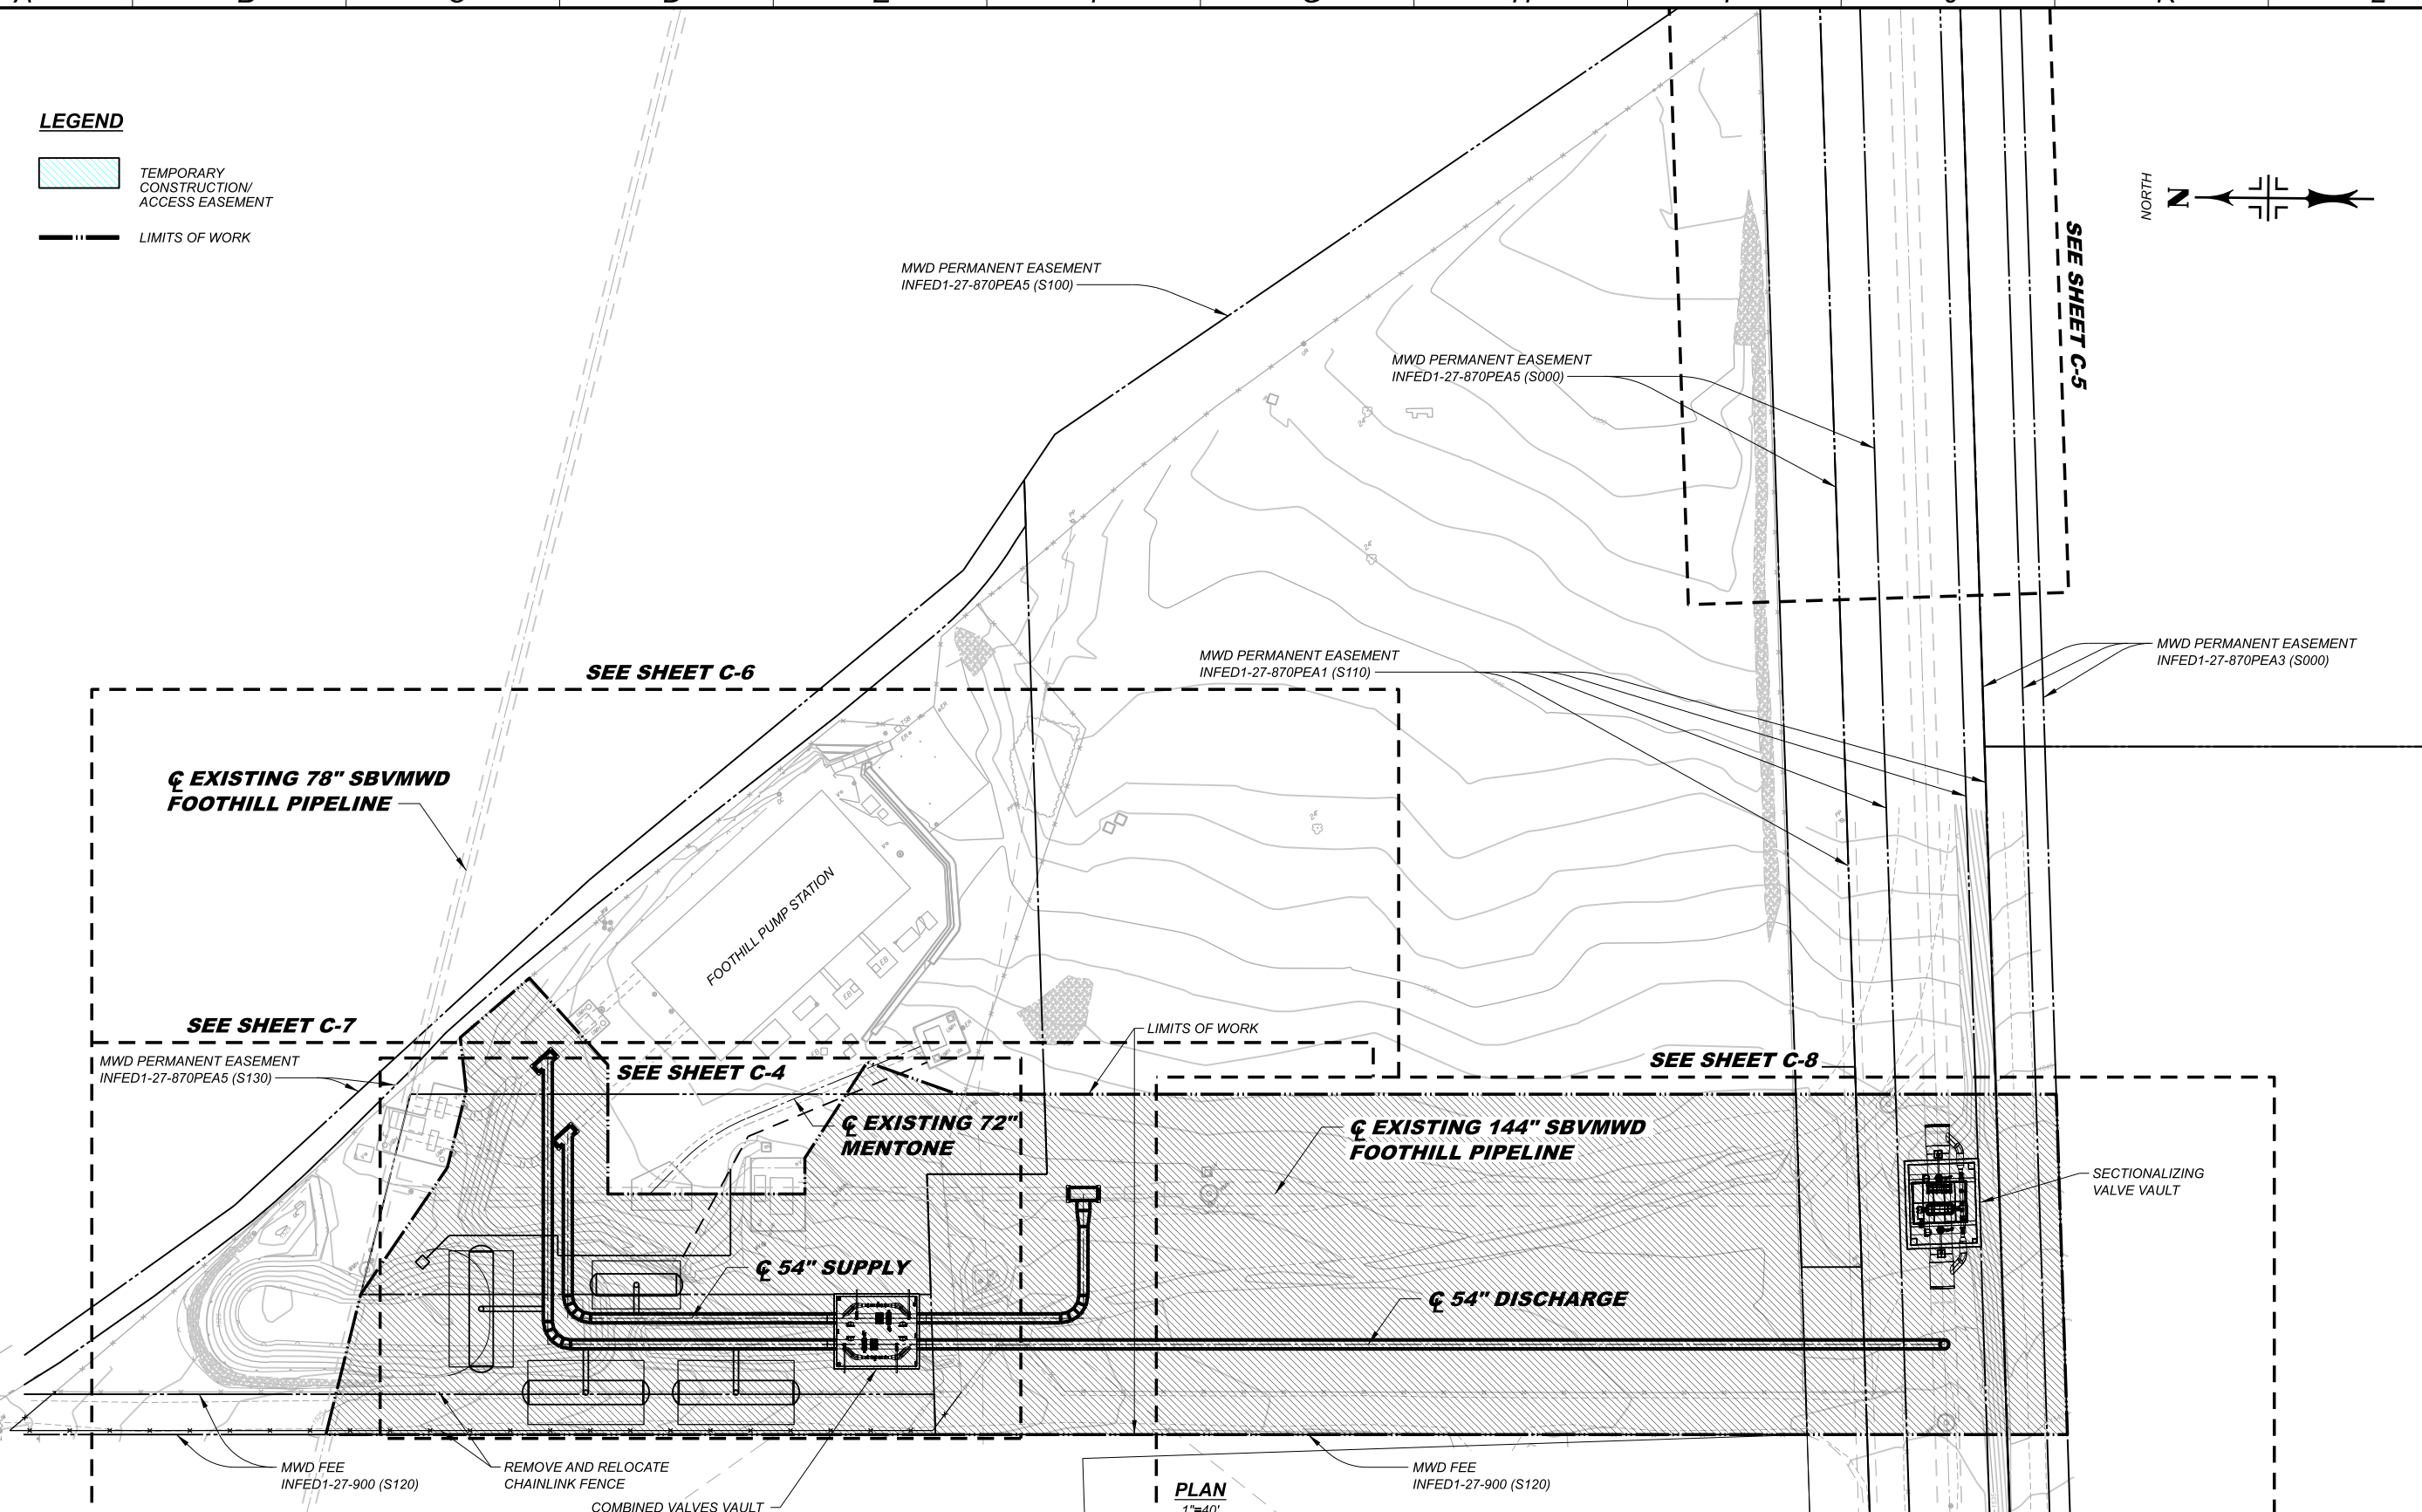 LEGEND
TEMPORARY
CONSTRUCTION/
ACCESS EASEMENT
LIMITS OF WORK
NORTH
N
SEE SHEET C-5
MWD PERMANENT EASEMENT
INFED1-27-870PEA5 (S100)
MWD PERMANENT EASEMENT
INFED1-27-870PEA5 (S000)
MWD PERMANENT EASEMENT
INFED1-27-870PEA3 (S000)
MWD PERMANENT EASEMENT
INFED1-27-870PEA1 (S110)
SEE SHEET C-6
℄ EXISTING 78" SBVMWD
FOOTHILL PIPELINE
FOOTHILL PUMP STATION
SEE SHEET C-7
MWD PERMANENT EASEMENT
INFED1-27-870PEA5 (S130)
SEE SHEET C-4
LIMITS OF WORK
SEE SHEET C-8
℄ EXISTING 72"
MENTONE
℄ EXISTING 144" SBVMWD
FOOTHILL PIPELINE
SECTIONALIZING
VALVE VAULT
℄ 54" SUPPLY
℄ 54" DISCHARGE
MWD FEE
INFED1-27-900 (S120)
REMOVE AND RELOCATE
CHAINLINK FENCE
COMBINED VALVES VAULT
MWD FEE
INFED1-27-900 (S120)
PLAN
1"=40'